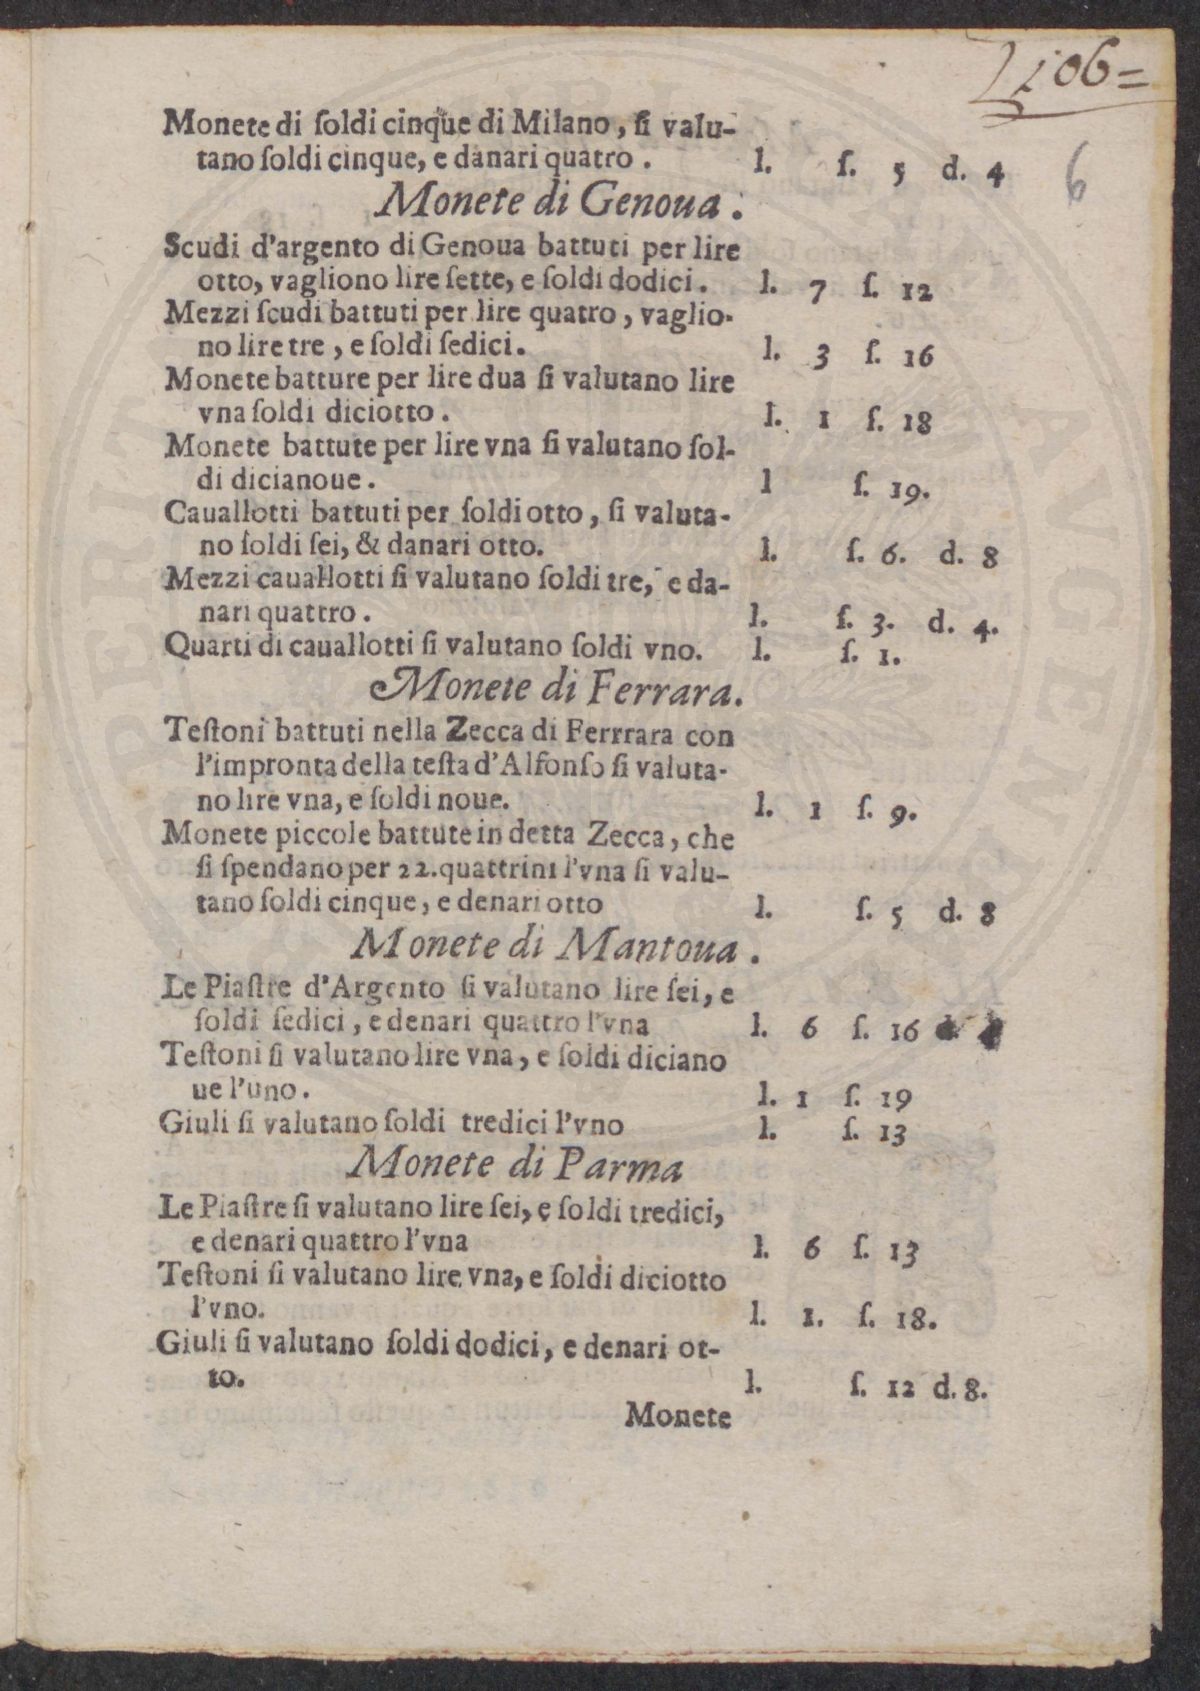 1106=
6
Monete di ſoldi cinque di Milano, ſi valu-
tano ſoldi cinque, e danari quatro. l. ſ. 5 d. 4
Monete di Genoua.
Scudi d'argento di Genoua battuti per lire
otto, vagliono lire ſette, e ſoldi dodici. l. 7 ſ. 12
Mezzi ſcudi battuti per lire quatro, vaglio-
no lire tre, e ſoldi ſedici. l. 3 ſ. 16
Monete batture per lire dua ſi valutano lire
vna ſoldi diciotto. l. 1 ſ. 18
Monete battute per lire vna ſi valutano ſol-
di dicianoue. l ſ. 19.
Cauallotti battuti per ſoldi otto, ſi valuta-
no ſoldi ſei, & danari otto. l. ſ. 6. d. 8
Mezzi cauallotti ſi valutano ſoldi tre, e da-
nari quattro. l. ſ. 3. d. 4.
Quarti di cauallotti ſi valutano ſoldi vno. l. ſ. 1.
Monete di Ferrara.
Teſtoni battuti nella Zecca di Ferrrara con
l'impronta della teſta d'Alfonſo ſi valuta-
no lire vna, e ſoldi noue. l. 1 ſ. 9.
Monete piccole battute in detta Zecca, che
ſi ſpendano per 22. quattrini l'vna ſi valu-
tano ſoldi cinque, e denari otto l. ſ. 5 d. 8
Monete di Mantoua.
Le Piaſtre d'Argento ſi valutano lire ſei, e
ſoldi ſedici, e denari quattro l'vna l. 6 ſ. 16 d. 4
Teſtoni ſi valutano lire vna, e ſoldi diciano
ue l'uno. l. 1 ſ. 19
Giuli ſi valutano ſoldi tredici l'vno l. ſ. 13
Monete di Parma
Le Piaſtre ſi valutano lire ſei, e ſoldi tredici,
e denari quattro l'vna l. 6 ſ. 13
Teſtoni ſi valutano lire vna, e ſoldi diciotto
l'vno. l. 1. ſ. 18.
Giuli ſi valutano ſoldi dodici, e denari ot-
to. l. ſ. 12 d. 8.
Monete